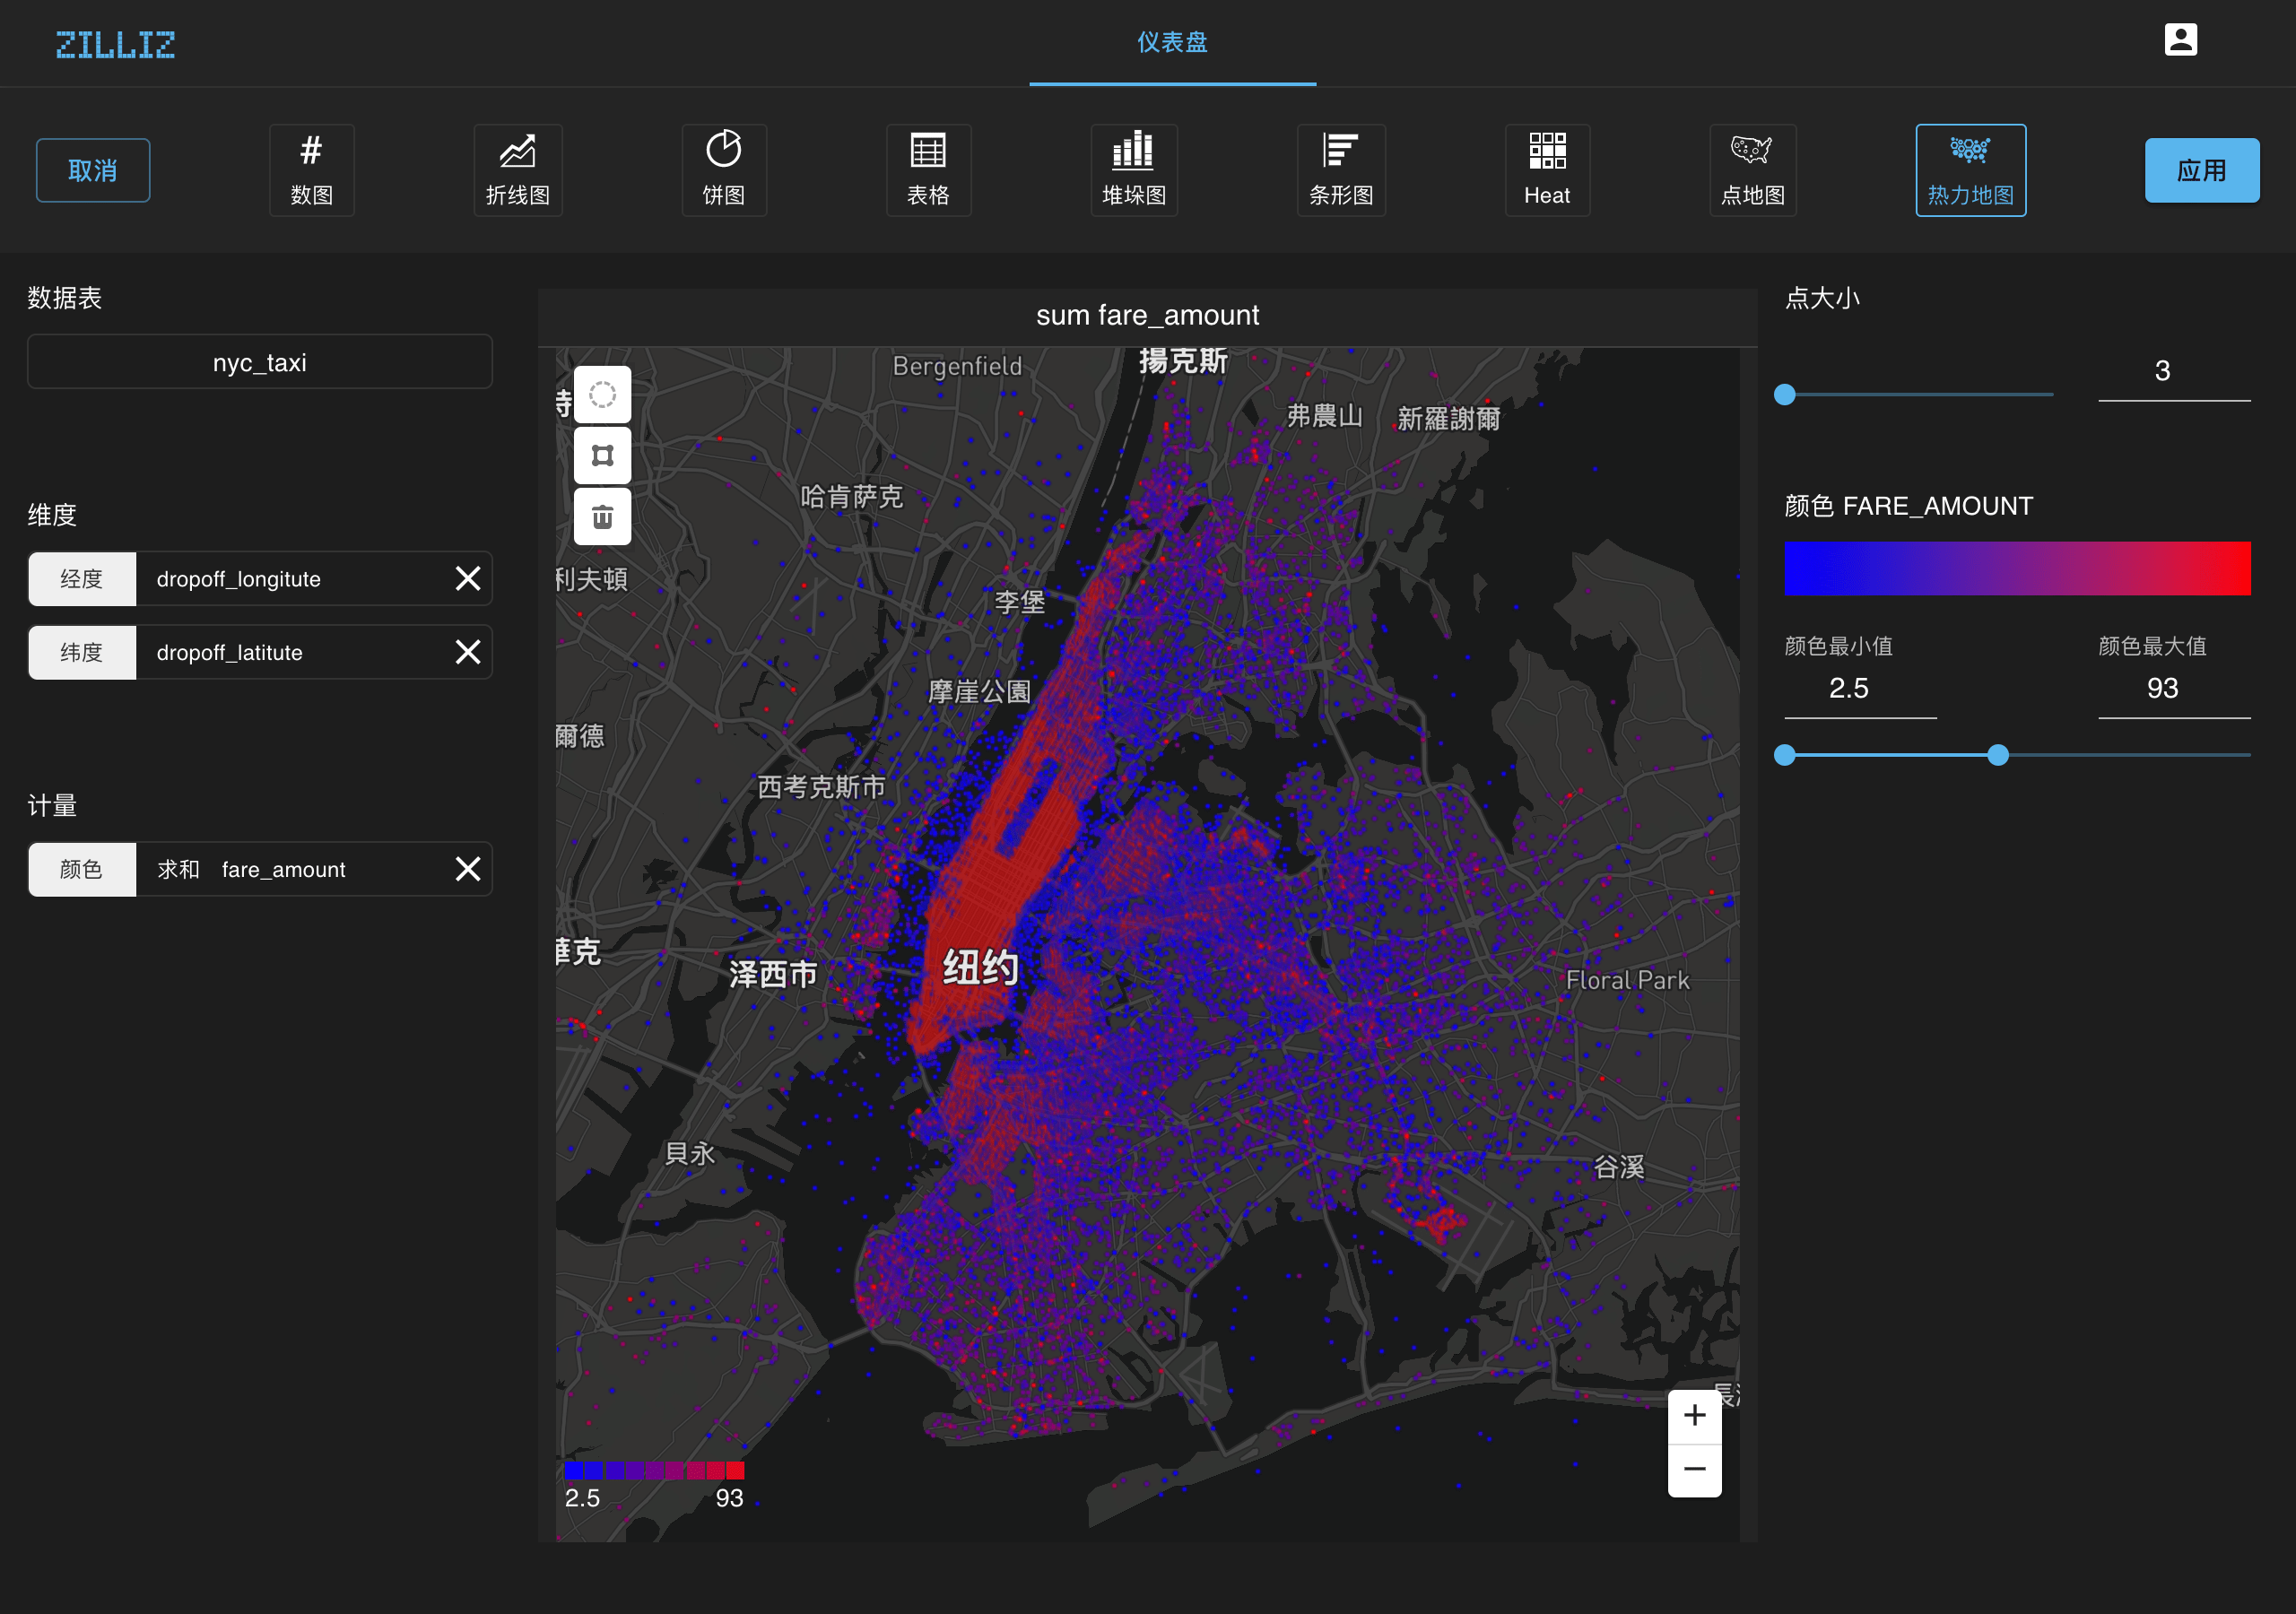 ZILLIZ
仪表盘
取消
#
数图
折线图
饼图
表格
堆垛图
条形图
Heat
点地图
热力地图
应用
数据表
nyc_taxi
维度
经度 dropoff_longitute
纬度 dropoff_latitute
计量
颜色 求和 fare_amount
sum fare_amount
Bergenfield
揚克斯
弗農山
新羅謝爾
哈肯萨克
利夫頓
李堡
摩崖公園
爾德
西考克斯市
克
泽西市
纽约
Floral Park
貝永
谷溪
2.5 93
+
−
点大小
3
颜色 FARE_AMOUNT
颜色最小值 颜色最大值
2.5 93